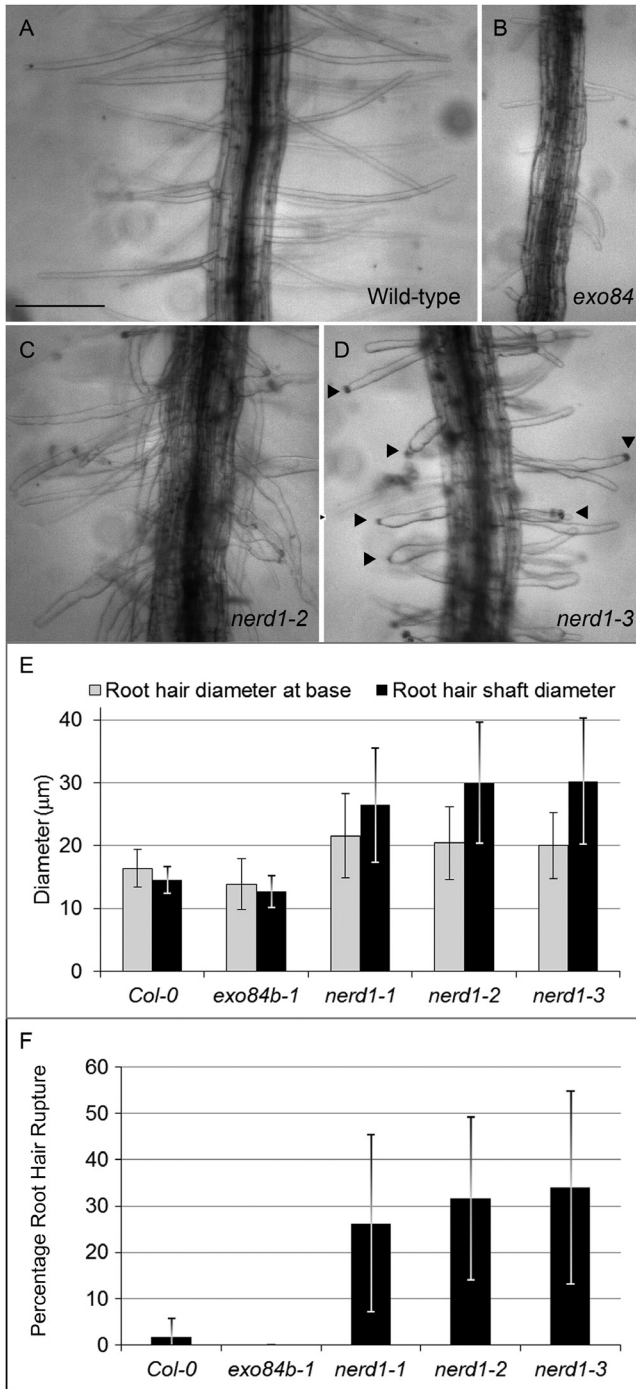 A
Wild-type
B
exo84
C
nerd1-2
D
nerd1-3
E
Root hair diameter at base
Root hair shaft diameter
Diameter (µm)
40
30
20
10
0
Col-0 exo84b-1 nerd1-1 nerd1-2 nerd1-3
F
Percentage Root Hair Rupture
60
50
40
30
20
10
0
Col-0 exo84b-1 nerd1-1 nerd1-2 nerd1-3